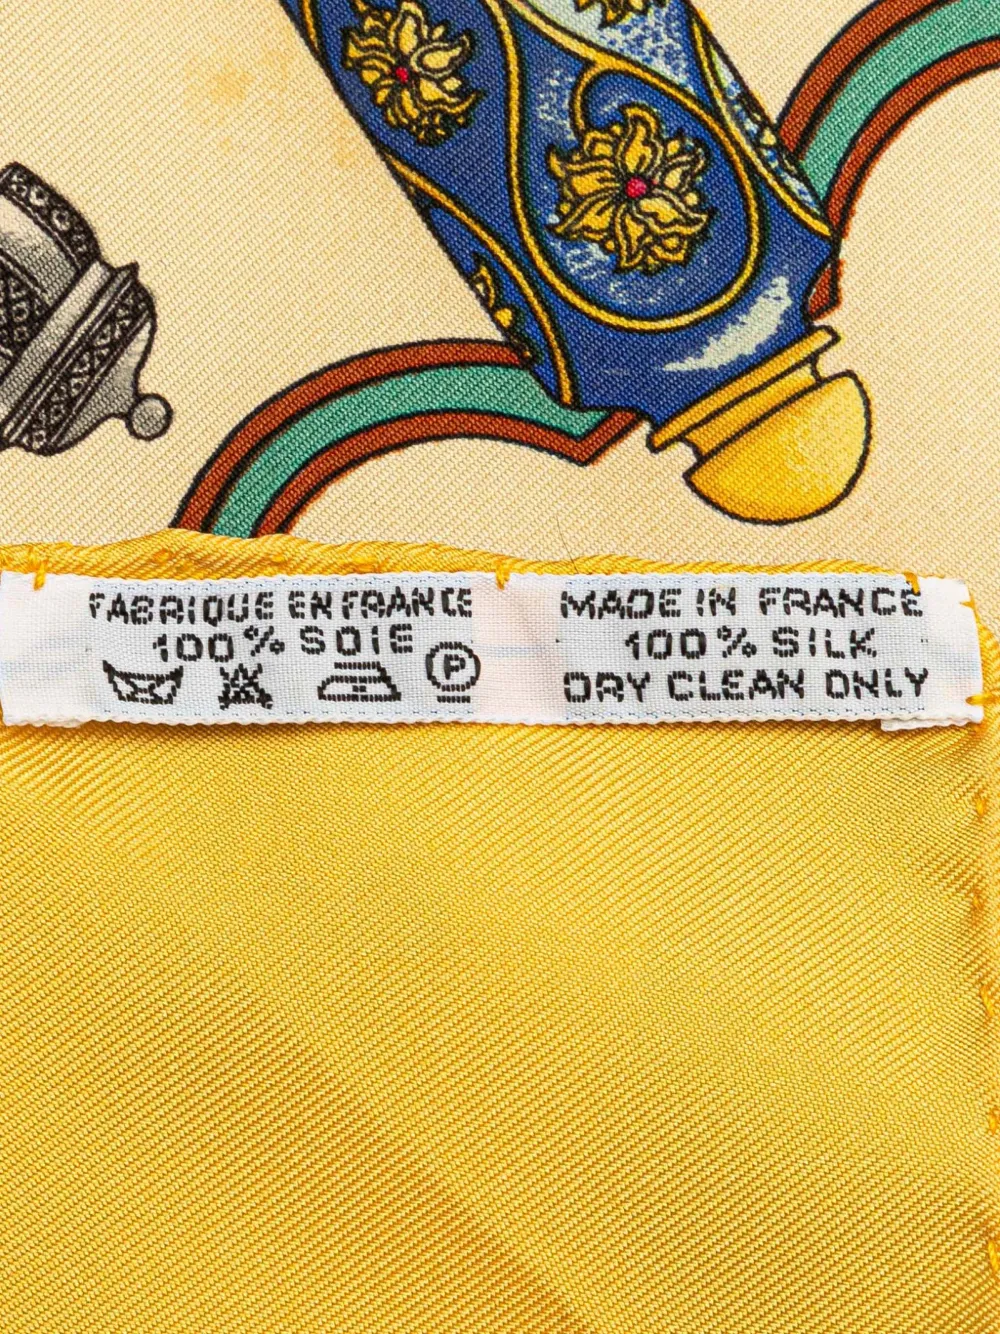 FABRIQUE EN FRANCE
100% SOIE
P
MADE IN FRANCE
100% SILK
DRY CLEAN ONLY